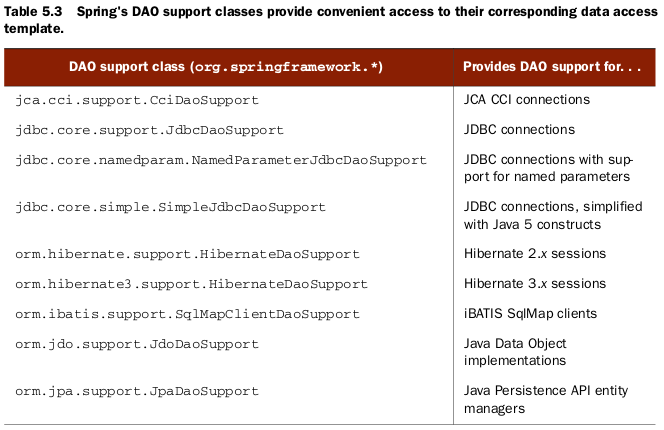 Table 5.3 Spring's DAO support classes provide convenient access to their corresponding data access
template.
DAO support class (org.springframework.*) Provides DAO support for. . .
jca.cci.support.CciDaoSupport JCA CCI connections
jdbc.core.support.JdbcDaoSupport JDBC connections
jdbc.core.namedparam.NamedParameterJdbcDaoSupport JDBC connections with sup-
port for named parameters
jdbc.core.simple.SimpleJdbcDaoSupport JDBC connections, simplified
with Java 5 constructs
orm.hibernate.support.HibernateDaoSupport Hibernate 2.x sessions
orm.hibernate3.support.HibernateDaoSupport Hibernate 3.x sessions
orm.ibatis.support.SqlMapClientDaoSupport iBATIS SqlMap clients
orm.jdo.support.JdoDaoSupport Java Data Object
implementations
orm.jpa.support.JpaDaoSupport Java Persistence API entity
managers